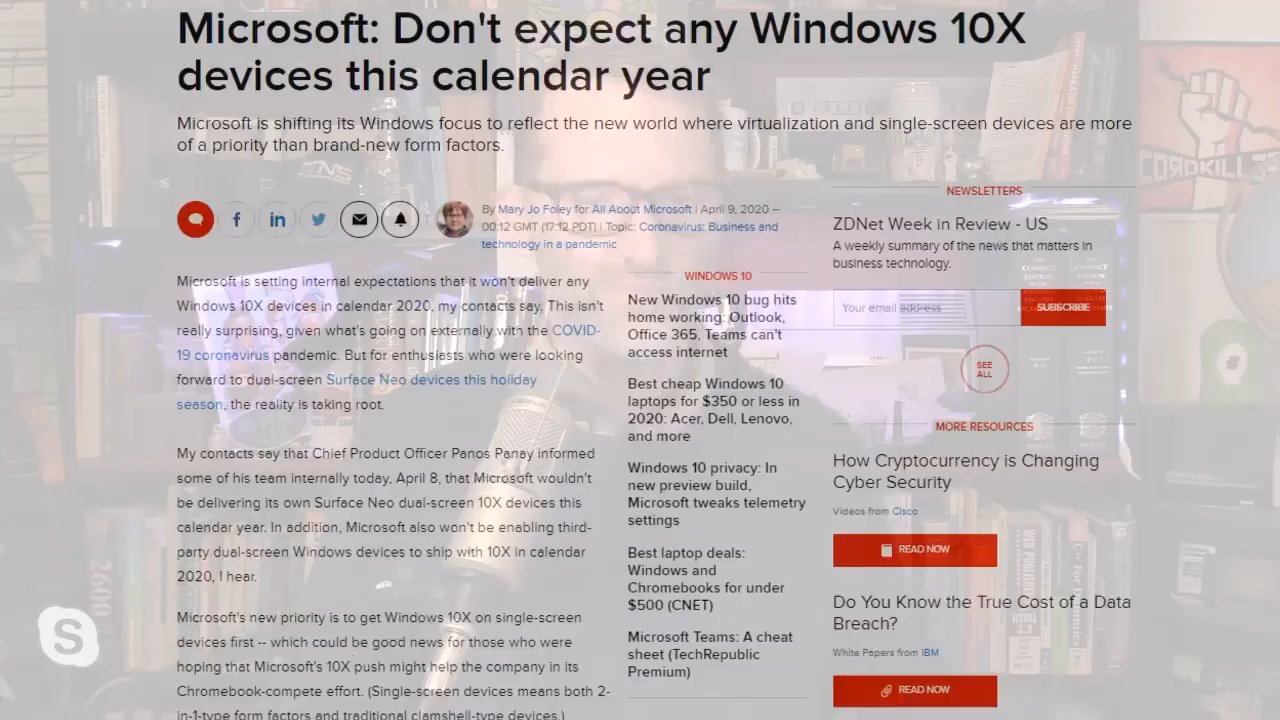 Microsoft: Don't expect any Windows 10X
devices this calendar year
Microsoft is shifting its Windows focus to reflect the new world where virtualization and single-screen devices are more
of a priority than brand-new form factors.
By Mary Jo Foley for All About Microsoft | April 9, 2020 --
00:12 GMT (17:12 PDT) | Topic: Coronavirus: Business and
technology in a pandemic
Microsoft is setting internal expectations that it won't deliver any
Windows 10X devices in calendar 2020, my contacts say. This isn't
really surprising, given what's going on externally with the COVID-
19 coronavirus pandemic. But for enthusiasts who were looking
forward to dual-screen Surface Neo devices this holiday
season, the reality is taking root.
My contacts say that Chief Product Officer Panos Panay informed
some of his team internally today, April 8, that Microsoft wouldn't
be delivering its own Surface Neo dual-screen 10X devices this
calendar year. In addition, Microsoft also won't be enabling third-
party dual-screen Windows devices to ship with 10X in calendar
2020, I hear.
Microsoft's new priority is to get Windows 10X on single-screen
devices first -- which could be good news for those who were
hoping that Microsoft's 10X push might help the company in its
Chromebook-compete effort. (Single-screen devices means both 2-
in-1-type form factors and traditional clamshell-type devices.)
WINDOWS 10
New Windows 10 bug hits
home working: Outlook,
Office 365, Teams can't
access internet
Best cheap Windows 10
laptops for $350 or less in
2020: Acer, Dell, Lenovo,
and more
Windows 10 privacy: In
new preview build,
Microsoft tweaks telemetry
settings
Best laptop deals:
Windows and
Chromebooks for under
$500 (CNET)
Microsoft Teams: A cheat
sheet (TechRepublic
Premium)
NEWSLETTERS
ZDNet Week in Review - US
A weekly summary of the news that matters in
business technology.
Your email address
SUBSCRIBE
SEE
ALL
MORE RESOURCES
How Cryptocurrency is Changing
Cyber Security
Videos from Cisco
READ NOW
Do You Know the True Cost of a Data
Breach?
White Papers from IBM
READ NOW
CORDKILL
2600
HTML
3.2
S